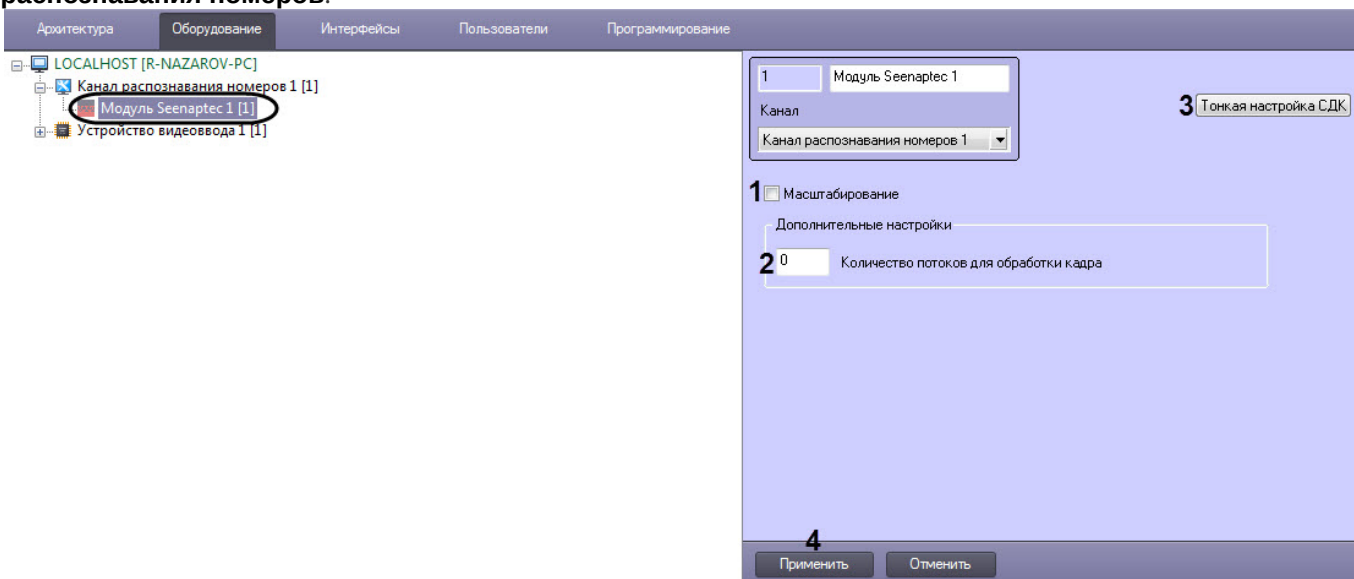 распознавания номеров.
Архитектура Оборудование Интерфейсы Пользователи Программирование
LOCALHOST [R-NAZAROV-PC]
Канал распознавания номеров 1 [1]
Модуль Seenaptec 1 [1]
Устройство видеоввода 1 [1]
1 Модуль Seenaptec 1
Канал
Канал распознавания номеров 1
3 Тонкая настройка СДК
1 Масштабирование
Дополнительные настройки
2 0 Количество потоков для обработки кадра
4
Применить Отменить